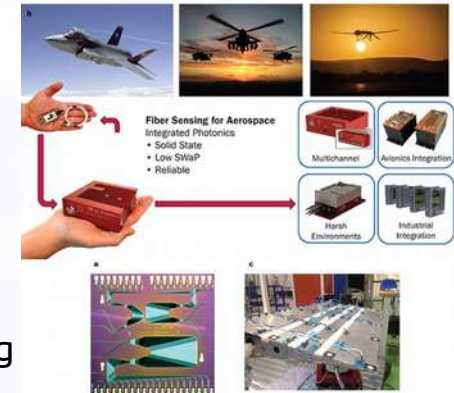 b
Fiber Sensing for Aerospace
Integrated Photonics
• Solid State
• Low SWaP
• Reliable
Multichannel
Avionics Integration
Harsh
Environments
Industrial
Integration
a
c
g